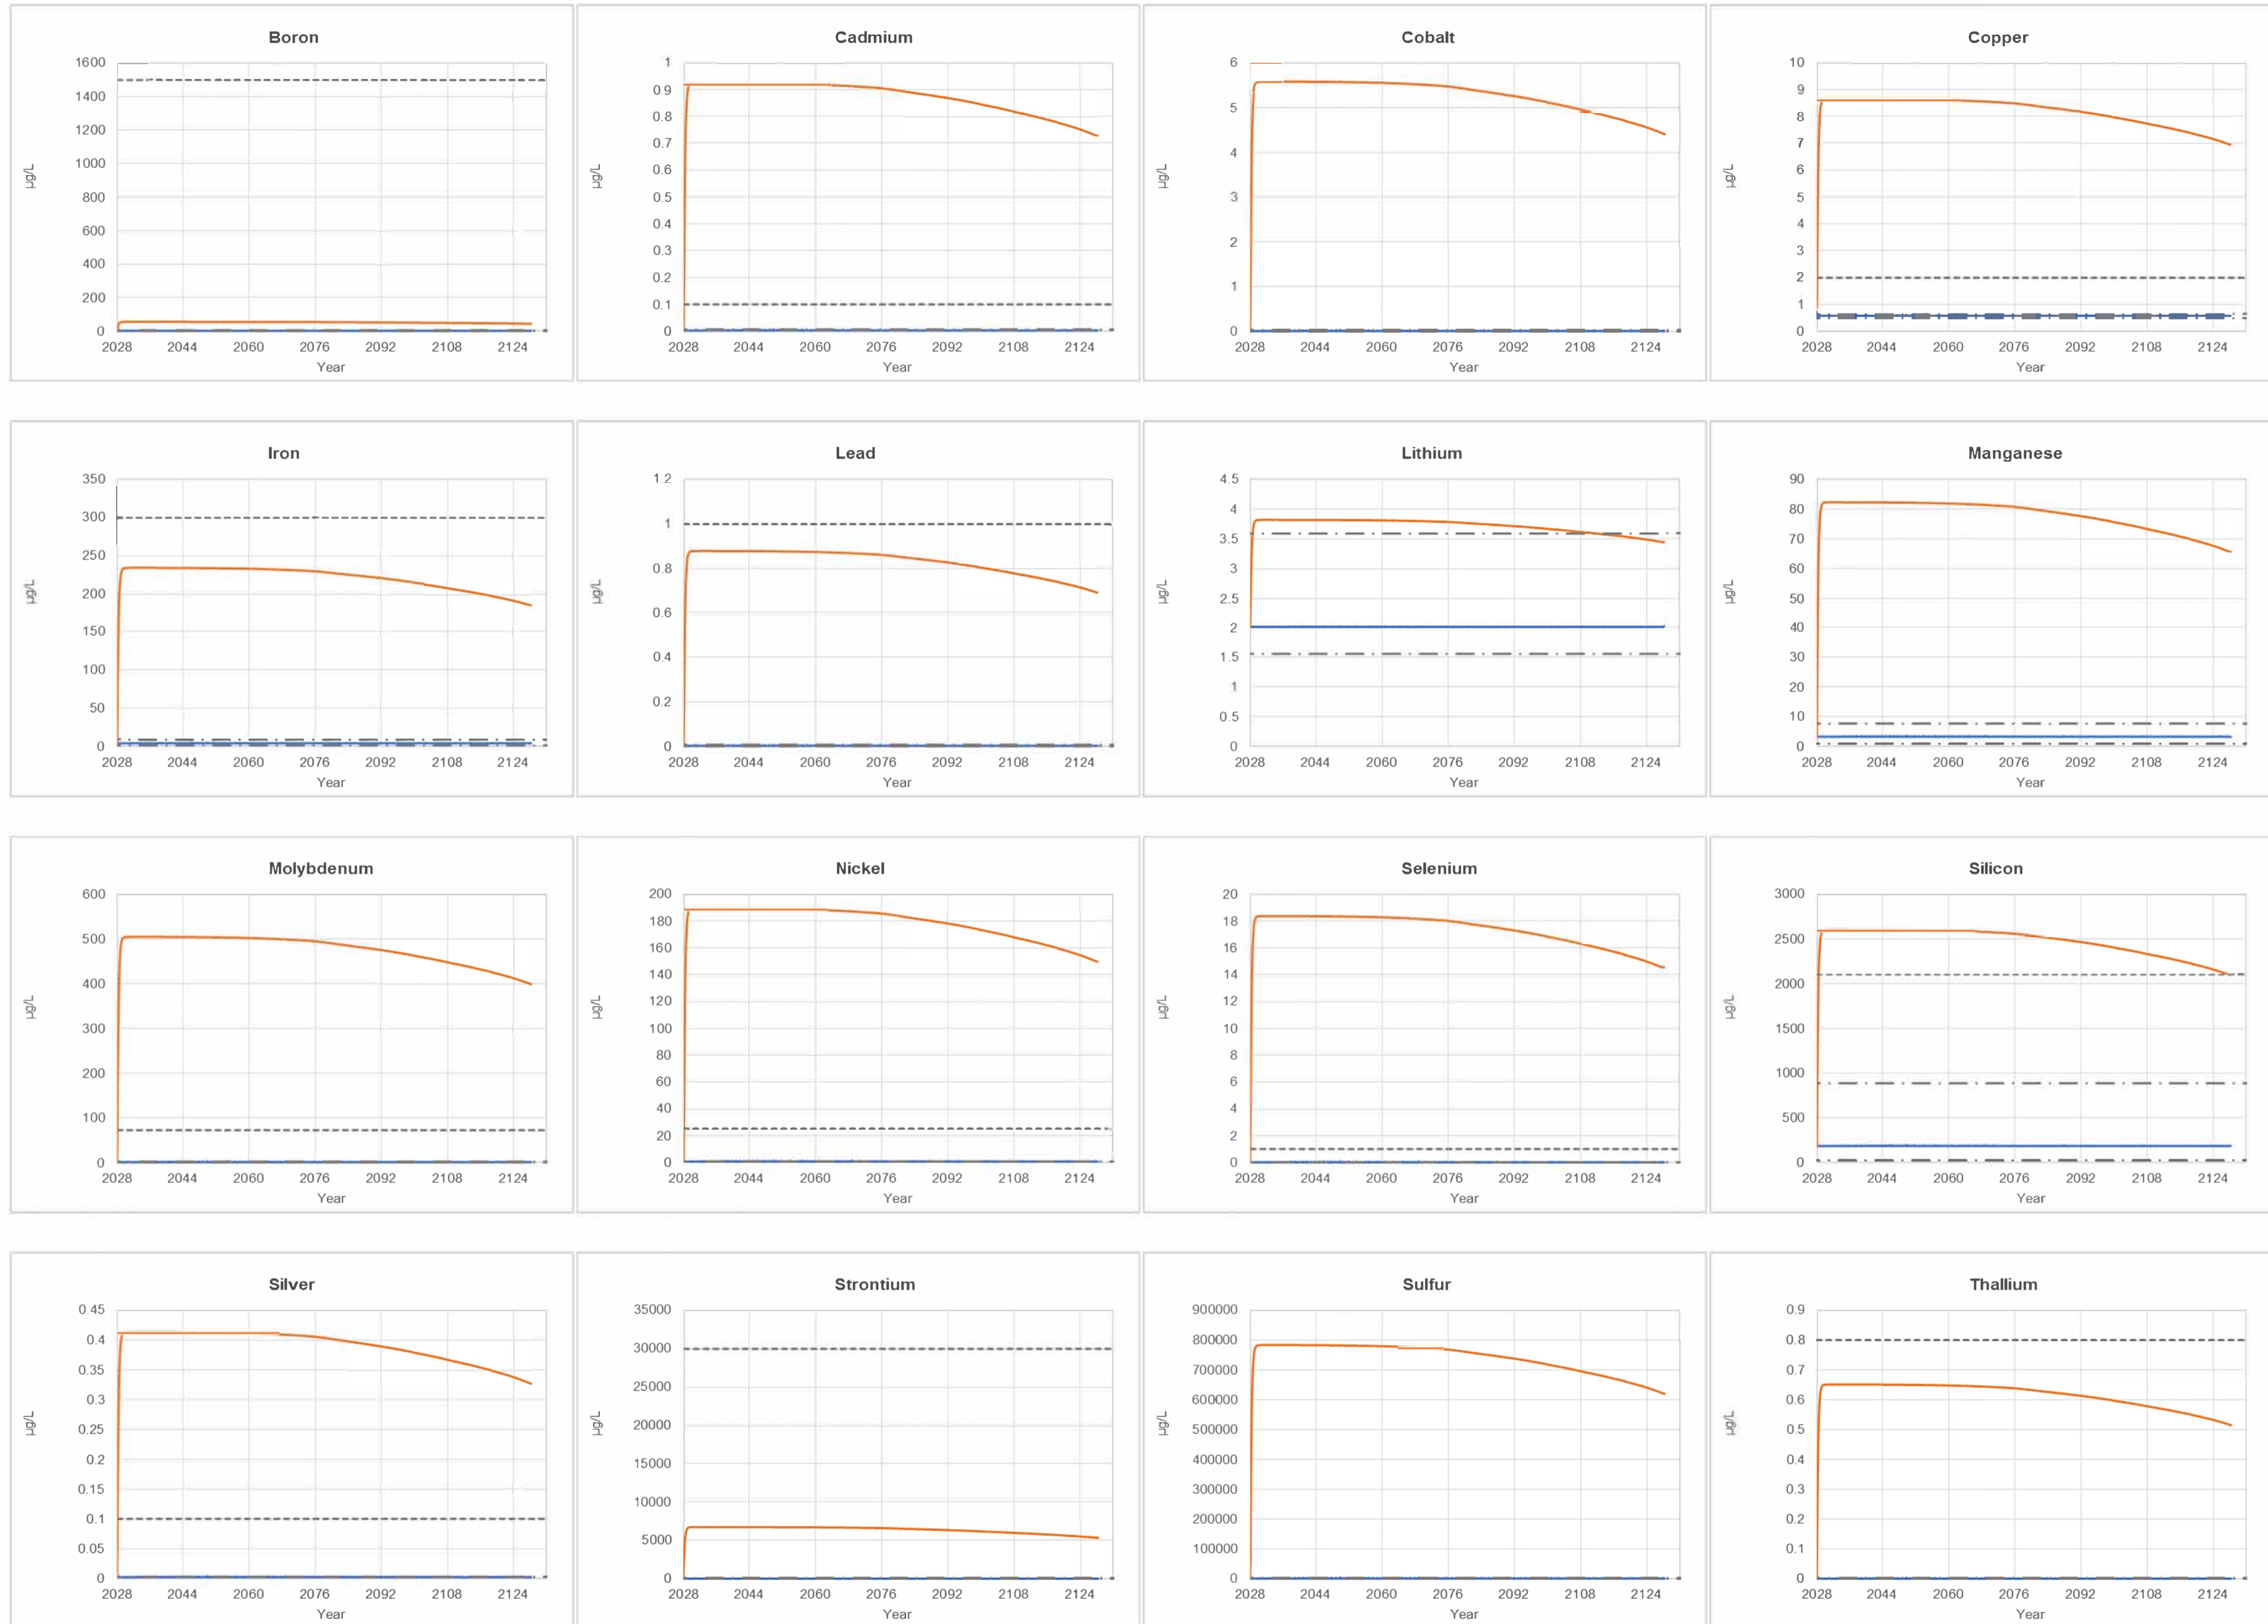 Boron
1600
1400
1200
1000
800
600
400
200
0
µg/L
2028 2044 2060 2076 2092 2108 2124
Year
Cadmium
1
0.9
0.8
0.7
0.6
0.5
0.4
0.3
0.2
0.1
0
µg/L
2028 2044 2060 2076 2092 2108 2124
Year
Cobalt
6
5
4
3
2
1
0
µg/L
2028 2044 2060 2076 2092 2108 2124
Year
Copper
10
9
8
7
6
5
4
3
2
1
0
µg/L
2028 2044 2060 2076 2092 2108 2124
Year
Iron
350
300
250
200
150
100
50
0
µg/L
2028 2044 2060 2076 2092 2108 2124
Year
Lead
1.2
1
0.8
0.6
0.4
0.2
0
µg/L
2028 2044 2060 2076 2092 2108 2124
Year
Lithium
4.5
4
3.5
3
2.5
2
1.5
1
0.5
0
µg/L
2028 2044 2060 2076 2092 2108 2124
Year
Manganese
90
80
70
60
50
40
30
20
10
0
µg/L
2028 2044 2060 2076 2092 2108 2124
Year
Molybdenum
600
500
400
300
200
100
0
µg/L
2028 2044 2060 2076 2092 2108 2124
Year
Nickel
200
180
160
140
120
100
80
60
40
20
0
µg/L
2028 2044 2060 2076 2092 2108 2124
Year
Selenium
20
18
16
14
12
10
8
6
4
2
0
µg/L
2028 2044 2060 2076 2092 2108 2124
Year
Silicon
3000
2500
2000
1500
1000
500
0
µg/L
2028 2044 2060 2076 2092 2108 2124
Year
Silver
0.45
0.4
0.35
0.3
0.25
0.2
0.15
0.1
0.05
0
µg/L
2028 2044 2060 2076 2092 2108 2124
Year
Strontium
35000
30000
25000
20000
15000
10000
5000
0
µg/L
2028 2044 2060 2076 2092 2108 2124
Year
Sulfur
900000
800000
700000
600000
500000
400000
300000
200000
100000
0
µg/L
2028 2044 2060 2076 2092 2108 2124
Year
Thallium
0.9
0.8
0.7
0.6
0.5
0.4
0.3
0.2
0.1
0
µg/L
2028 2044 2060 2076 2092 2108 2124
Year